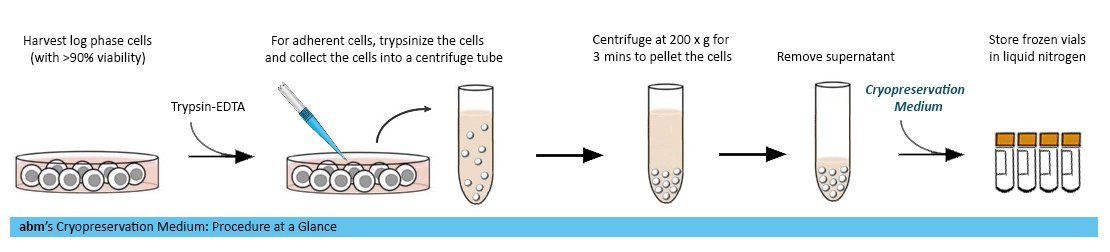 Harvest log phase cells
(with >90% viability)
Trypsin-EDTA
For adherent cells, trypsinize the cells
and collect the cells into a centrifuge tube
Centrifuge at 200 x g for
3 mins to pellet the cells
Remove supernatant
Cryopreservation
Medium
Store frozen vials
in liquid nitrogen
abm's Cryopreservation Medium: Procedure at a Glance